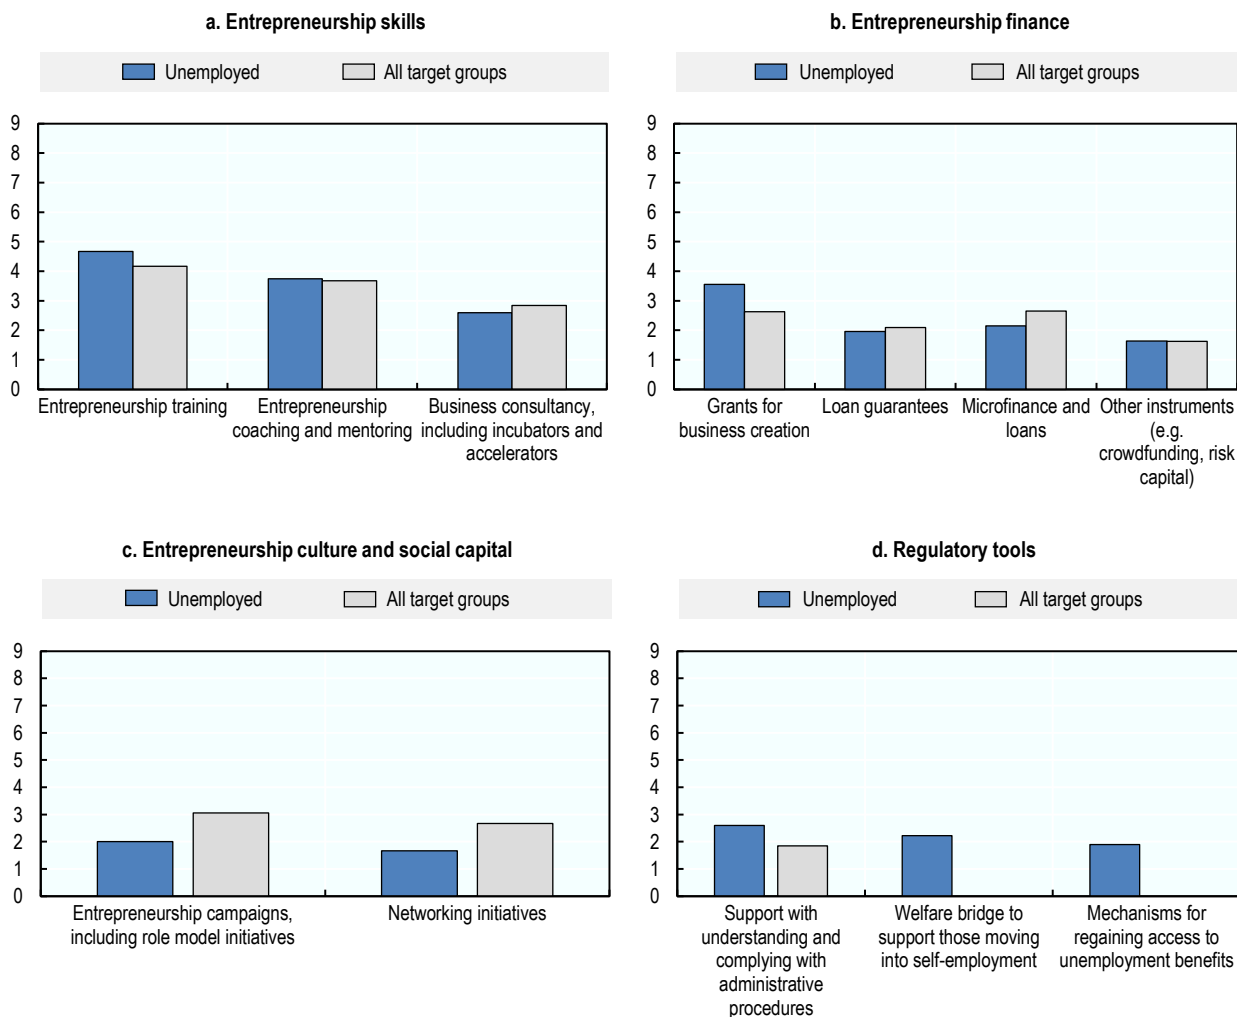 a. Entrepreneurship skills
Unemployed
All target groups
9
8
7
6
5
4
3
2
1
0
Entrepreneurship training
Entrepreneurship
coaching and mentoring
Business consultancy,
including incubators and
accelerators
b. Entrepreneurship finance
Unemployed
All target groups
9
8
7
6
5
4
3
2
1
0
Grants for
business creation
Loan guarantees
Microfinance and
loans
Other instruments
(e.g.
crowdfunding, risk
capital)
c. Entrepreneurship culture and social capital
Unemployed
All target groups
9
8
7
6
5
4
3
2
1
0
Entrepreneurship campaigns,
including role model initiatives
Networking initiatives
d. Regulatory tools
Unemployed
All target groups
9
8
7
6
5
4
3
2
1
0
Support with
understanding and
complying with
administrative
procedures
Welfare bridge to
support those moving
into self-employment
Mechanisms for
regaining access to
unemployment benefits